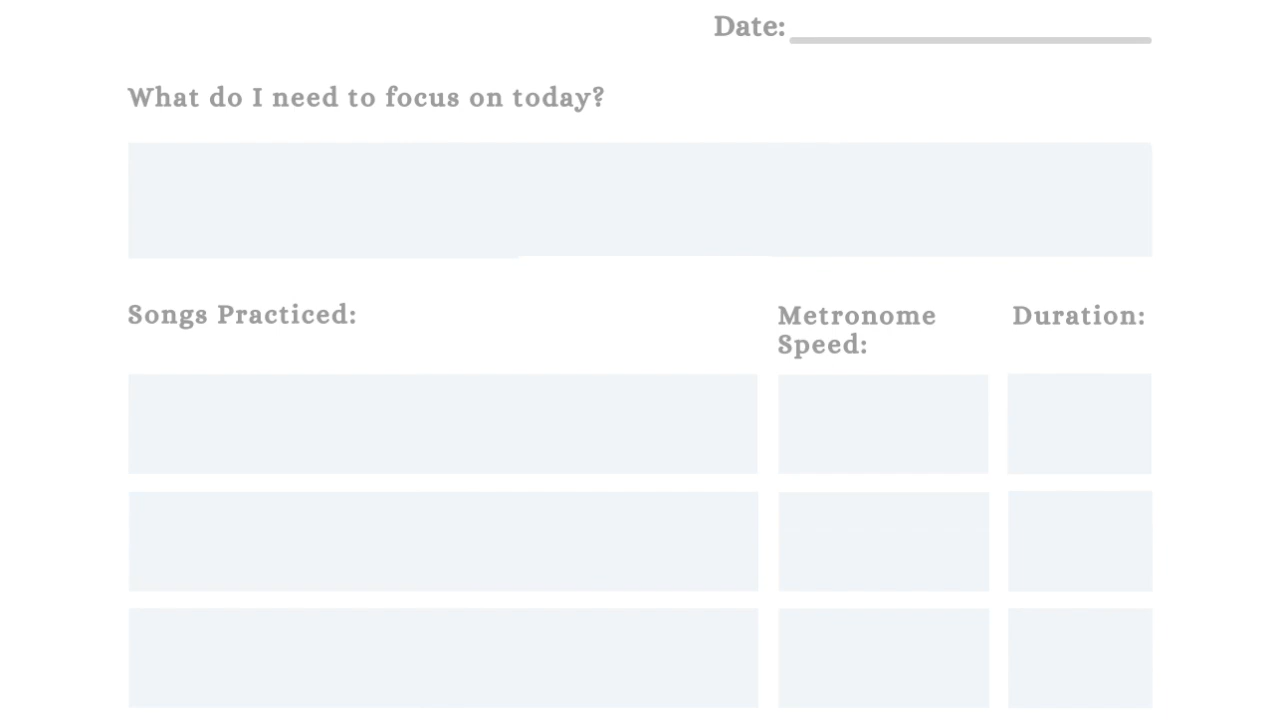 Date:
What do I need to focus on today?
Songs Practiced:
Metronome
Speed:
Duration: